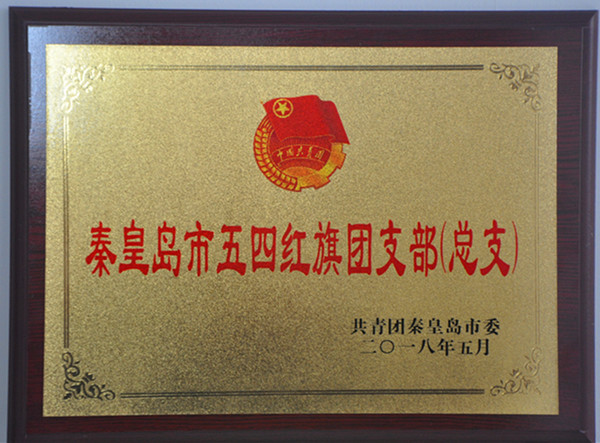 中国共青团
秦皇岛市五四红旗团支部(总支)
共青团秦皇岛市委
二〇一八年五月